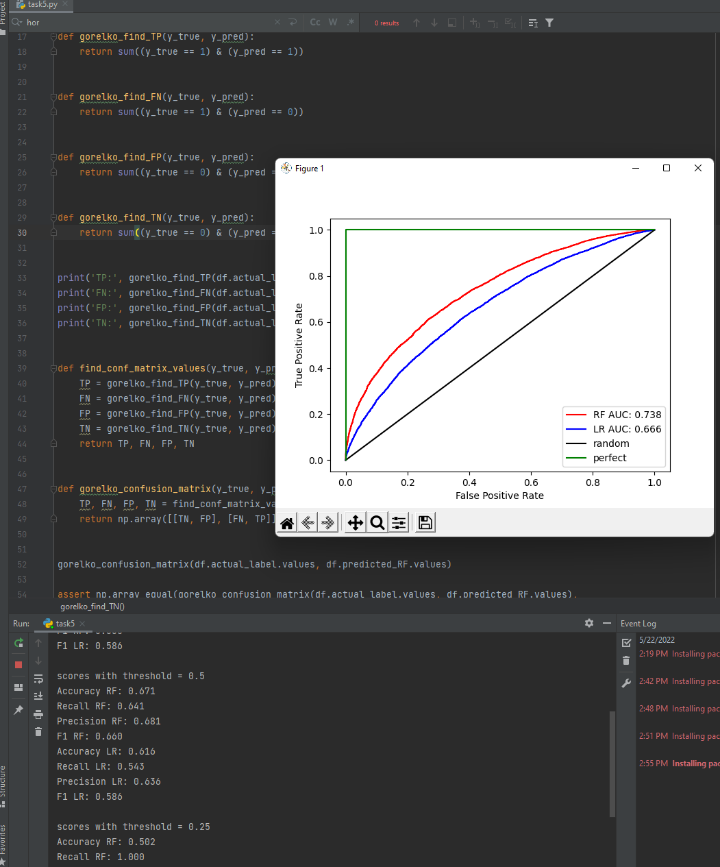 Project
task5.py
hor
Cc W .*
0 results
17 def gorelko_find_TP(y_true, y_pred):
18 return sum((y_true == 1) & (y_pred == 1))
19
20
21 def gorelko_find_FN(y_true, y_pred):
22 return sum((y_true == 1) & (y_pred == 0))
23
24
25 def gorelko_find_FP(y_true, y_pred):
26 return sum((y_true == 0) & (y_pred =
27
28
29 def gorelko_find_TN(y_true, y_pred):
30 return sum((y_true == 0) & (y_pred =
31
32
33 print('TP:', gorelko_find_TP(df.actual_l
34 print('FN:', gorelko_find_FN(df.actual_l
35 print('FP:', gorelko_find_FP(df.actual_l
36 print('TN:', gorelko_find_TN(df.actual_l
37
38
39 def find_conf_matrix_values(y_true, y_pr
40 TP = gorelko_find_TP(y_true, y_pred)
41 FN = gorelko_find_FN(y_true, y_pred)
42 FP = gorelko_find_FP(y_true, y_pred)
43 TN = gorelko_find_TN(y_true, y_pred)
44 return TP, FN, FP, TN
45
46
47 def gorelko_confusion_matrix(y_true, y_p
48 TP, FN, FP, TN = find_conf_matrix_va
49 return np.array([[TN, FP], [FN, TP]]
50
51
52 gorelko_confusion_matrix(df.actual_label.values, df.predicted_RF.values)
53
54 assert np.array_equal(gorelko_confusion_matrix(df.actual_label.values, df.predicted_RF.values),
gorelko_find_TN()
Figure 1
1.0
0.8
0.6
0.4
0.2
0.0
True Positive Rate
RF AUC: 0.738
LR AUC: 0.666
random
perfect
0.0 0.2 0.4 0.6 0.8 1.0
False Positive Rate
Run: task5
F1 LR: 0.586
scores with threshold = 0.5
Accuracy RF: 0.671
Recall RF: 0.641
Precision RF: 0.681
F1 RF: 0.660
Accuracy LR: 0.616
Recall LR: 0.543
Precision LR: 0.636
F1 LR: 0.586
scores with threshold = 0.25
Accuracy RF: 0.502
Recall RF: 1.000
Event Log
5/22/2022
2:19 PM Installing pac
2:42 PM Installing pac
2:48 PM Installing pac
2:51 PM Installing pac
2:55 PM Installing pac
Structure
Favorites